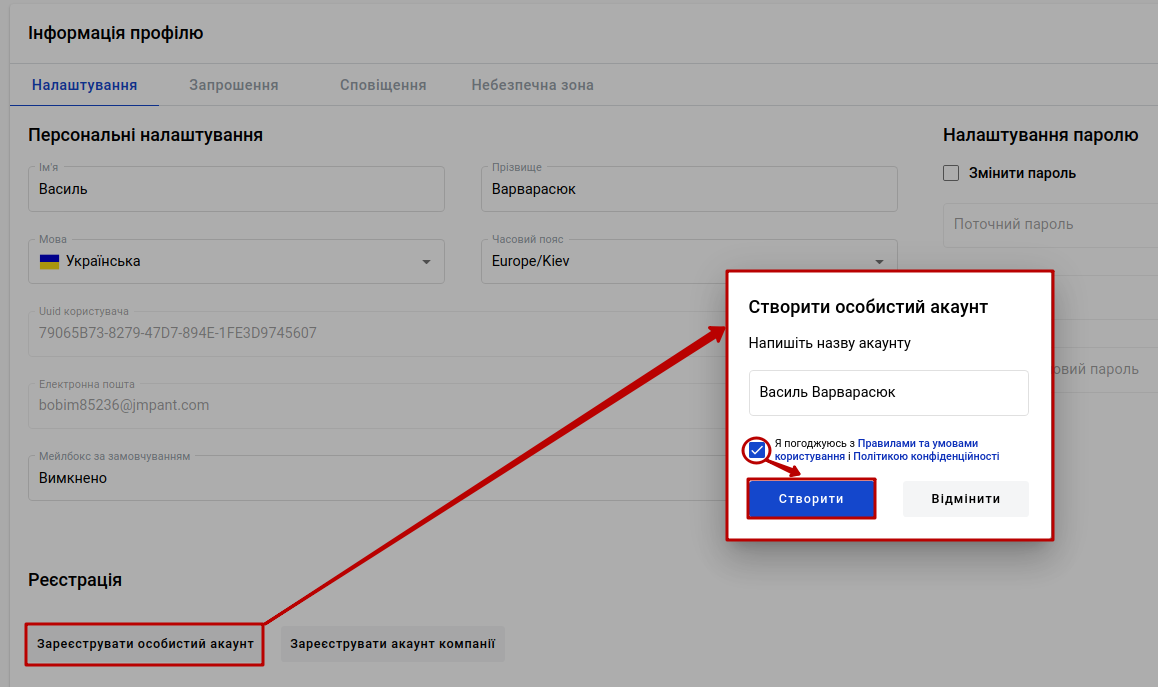 Інформація профілю
Налаштування Запрошення Сповіщення Небезпечна зона
Персональні налаштування
Налаштування паролю
Ім'я
Василь
Прізвище
Варварасюк
Змінити пароль
Поточний пароль
Мова
Українська
Часовий пояс
Europe/Kiev
Uuid користувача
79065B73-8279-47D7-894E-1FE3D9745607
Електронна пошта
bobim85236@jmpant.com
Мейлбокс за замовчуванням
Вимкнено
пароль
Створити особистий акаунт
Напишіть назву акаунту
Василь Варварасюк
Я погоджуюсь з Правилами та умовами
користування і Політикою конфіденційності
Створити Відмінити
Реєстрація
Зареєструвати особистий акаунт Зареєструвати акаунт компанії